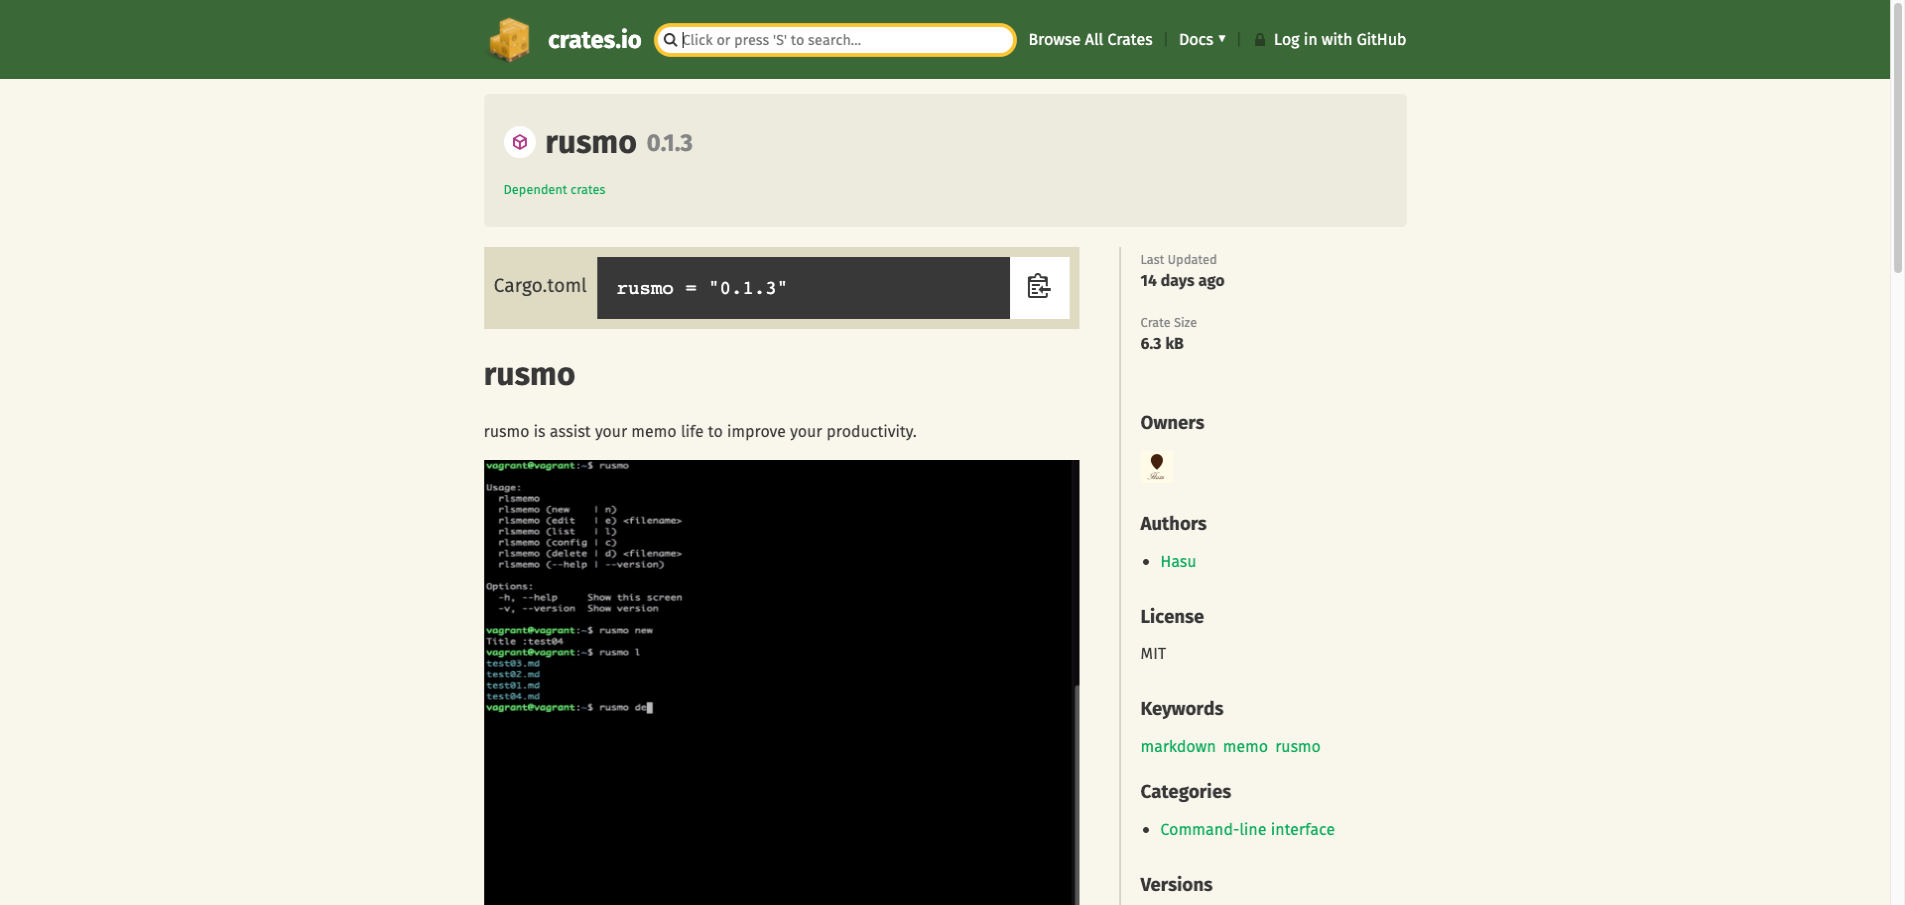 crates.io
Click or press 'S' to search...
Browse All Crates
Docs ▼
Log in with GitHub
rusmo 0.1.3
Dependent crates
Cargo.toml
rusmo = "0.1.3"
rusmo
rusmo is assist your memo life to improve your productivity.
vagrant@vagrant:~$ rusmo
Usage:
rlsmemo
rlsmemo (new | n)
rlsmemo (edit | e) <filename>
rlsmemo (list | l)
rlsmemo (config | c)
rlsmemo (delete | d) <filename>
rlsmemo (--help | --version)
Options:
-h, --help Show this screen
-v, --version Show version
vagrant@vagrant:~$ rusmo new
Title :test04
vagrant@vagrant:~$ rusmo l
test03.md
test02.md
test01.md
test04.md
vagrant@vagrant:~$ rusmo de
Last Updated
14 days ago
Crate Size
6.3 kB
Owners
Hasu
Authors
Hasu
License
MIT
Keywords
markdown memo rusmo
Categories
Command-line interface
Versions